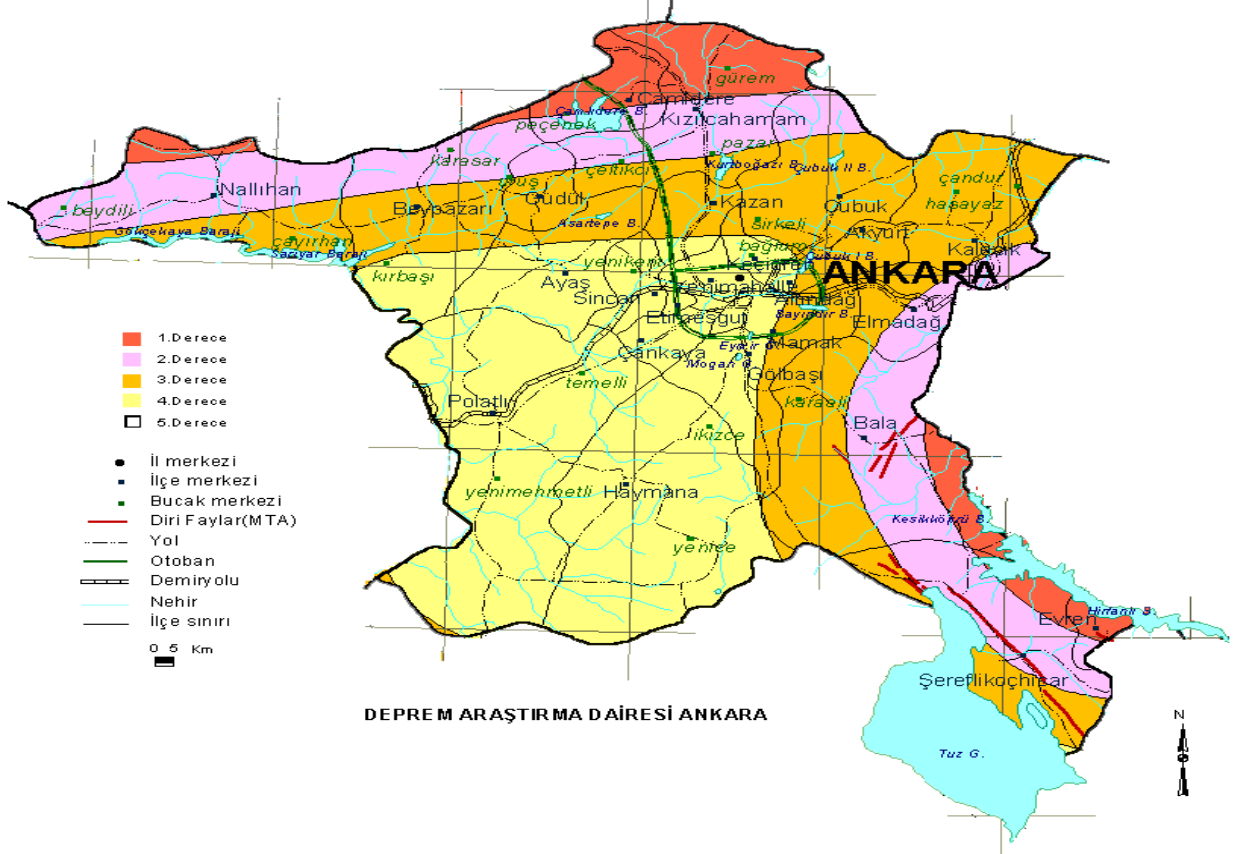 gürem
Çamlıdere
Çamlıdere B.
Kızılcahamam
peçenek
pazar
karasar
Kurtboğazı B.
Çubuk II B.
çeltikçi
çandır
Nallıhan
uruş
Güdül
Kazan
Çubuk
hasayaz
beydili
Beypazarı
Asartepe B.
sirkeli
Akyurt
Gökçekaya Barajı
çayırhan
Sarıyar Barajı
bağlum
Kalecik
Çubuk I B.
kırbaşı
yenikent
Keçiören
ANKARA
Ayaş
Yenimahalle
Sincan
Altındağ
Etimesgut
Bayındır B.
Elmadağ
1.Derece
2.Derece
3.Derece
4.Derece
5.Derece
Eymir G.
Mamak
Çankaya
Mogan G.
Gölbaşı
temelli
Polatlı
karaali
Bala
ikizce
İl merkezi
İlçe merkezi
Bucak merkezi
Diri Faylar(MTA)
Yol
Otoban
Demiryolu
Nehir
İlçe sınırı
0 5 Km
yenimehmetli
Haymana
Kesikköprü B.
yenice
Hirfanlı B.
Evren
Şereflikoçhisar
DEPREM ARAŞTIRMA DAİRESİ ANKARA
Tuz G.
N